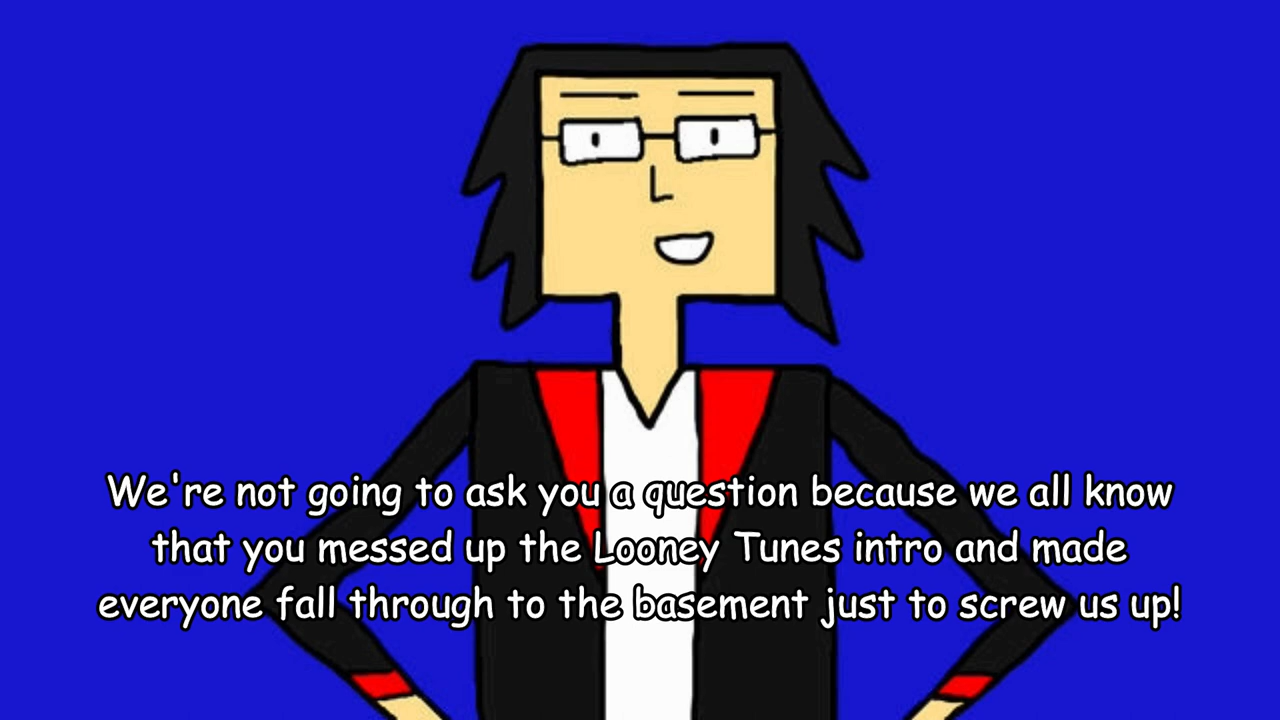 We're not going to ask you a question because we all know
that you messed up the Looney Tunes intro and made
everyone fall through to the basement just to screw us up!